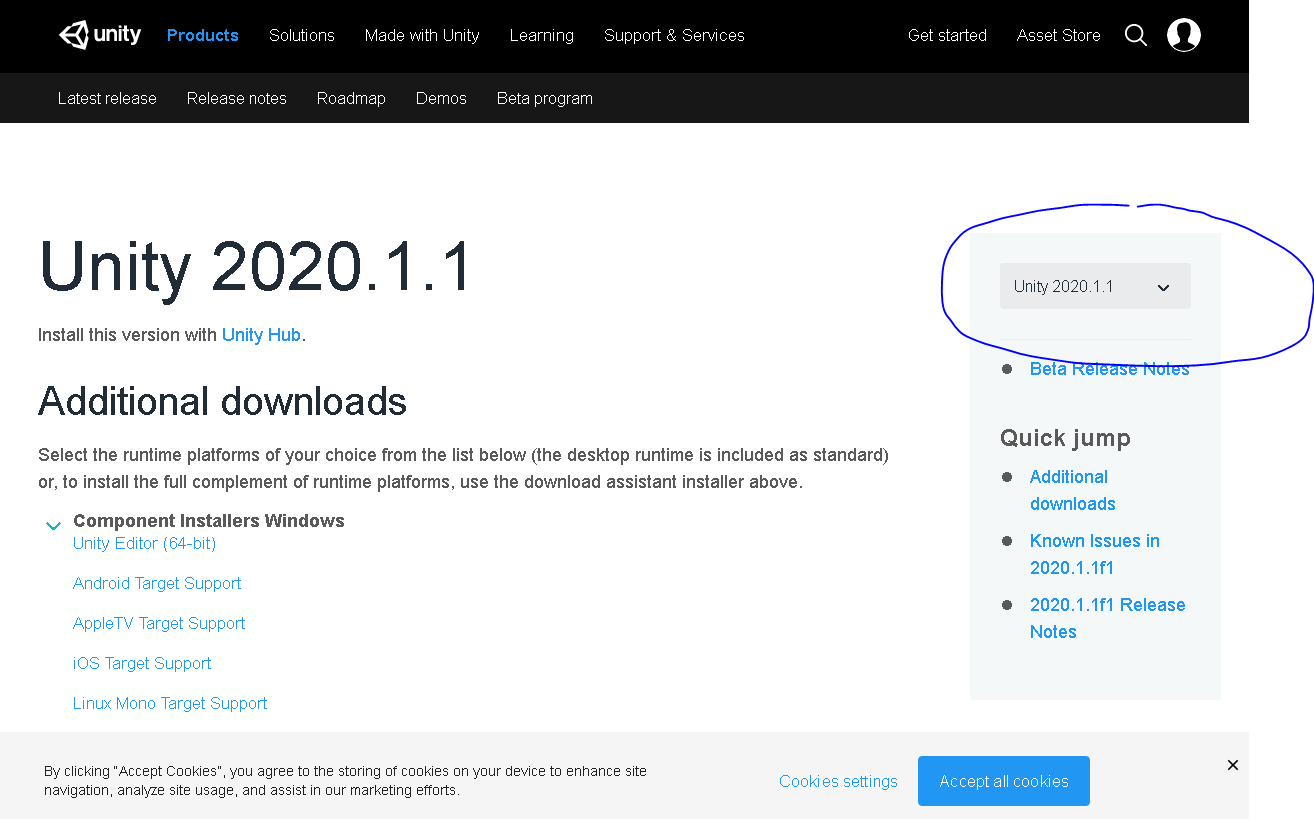 unity Products Solutions Made with Unity Learning Support & Services Get started Asset Store
Latest release Release notes Roadmap Demos Beta program
Unity 2020.1.1
Install this version with Unity Hub.
Additional downloads
Select the runtime platforms of your choice from the list below (the desktop runtime is included as standard)
or, to install the full complement of runtime platforms, use the download assistant installer above.
Component Installers Windows
Unity Editor (64-bit)
Android Target Support
AppleTV Target Support
iOS Target Support
Linux Mono Target Support
Unity 2020.1.1
Beta Release Notes
Quick jump
Additional
downloads
Known Issues in
2020.1.1f1
2020.1.1f1 Release
Notes
By clicking "Accept Cookies", you agree to the storing of cookies on your device to enhance site
navigation, analyze site usage, and assist in our marketing efforts.
Cookies settings
Accept all cookies